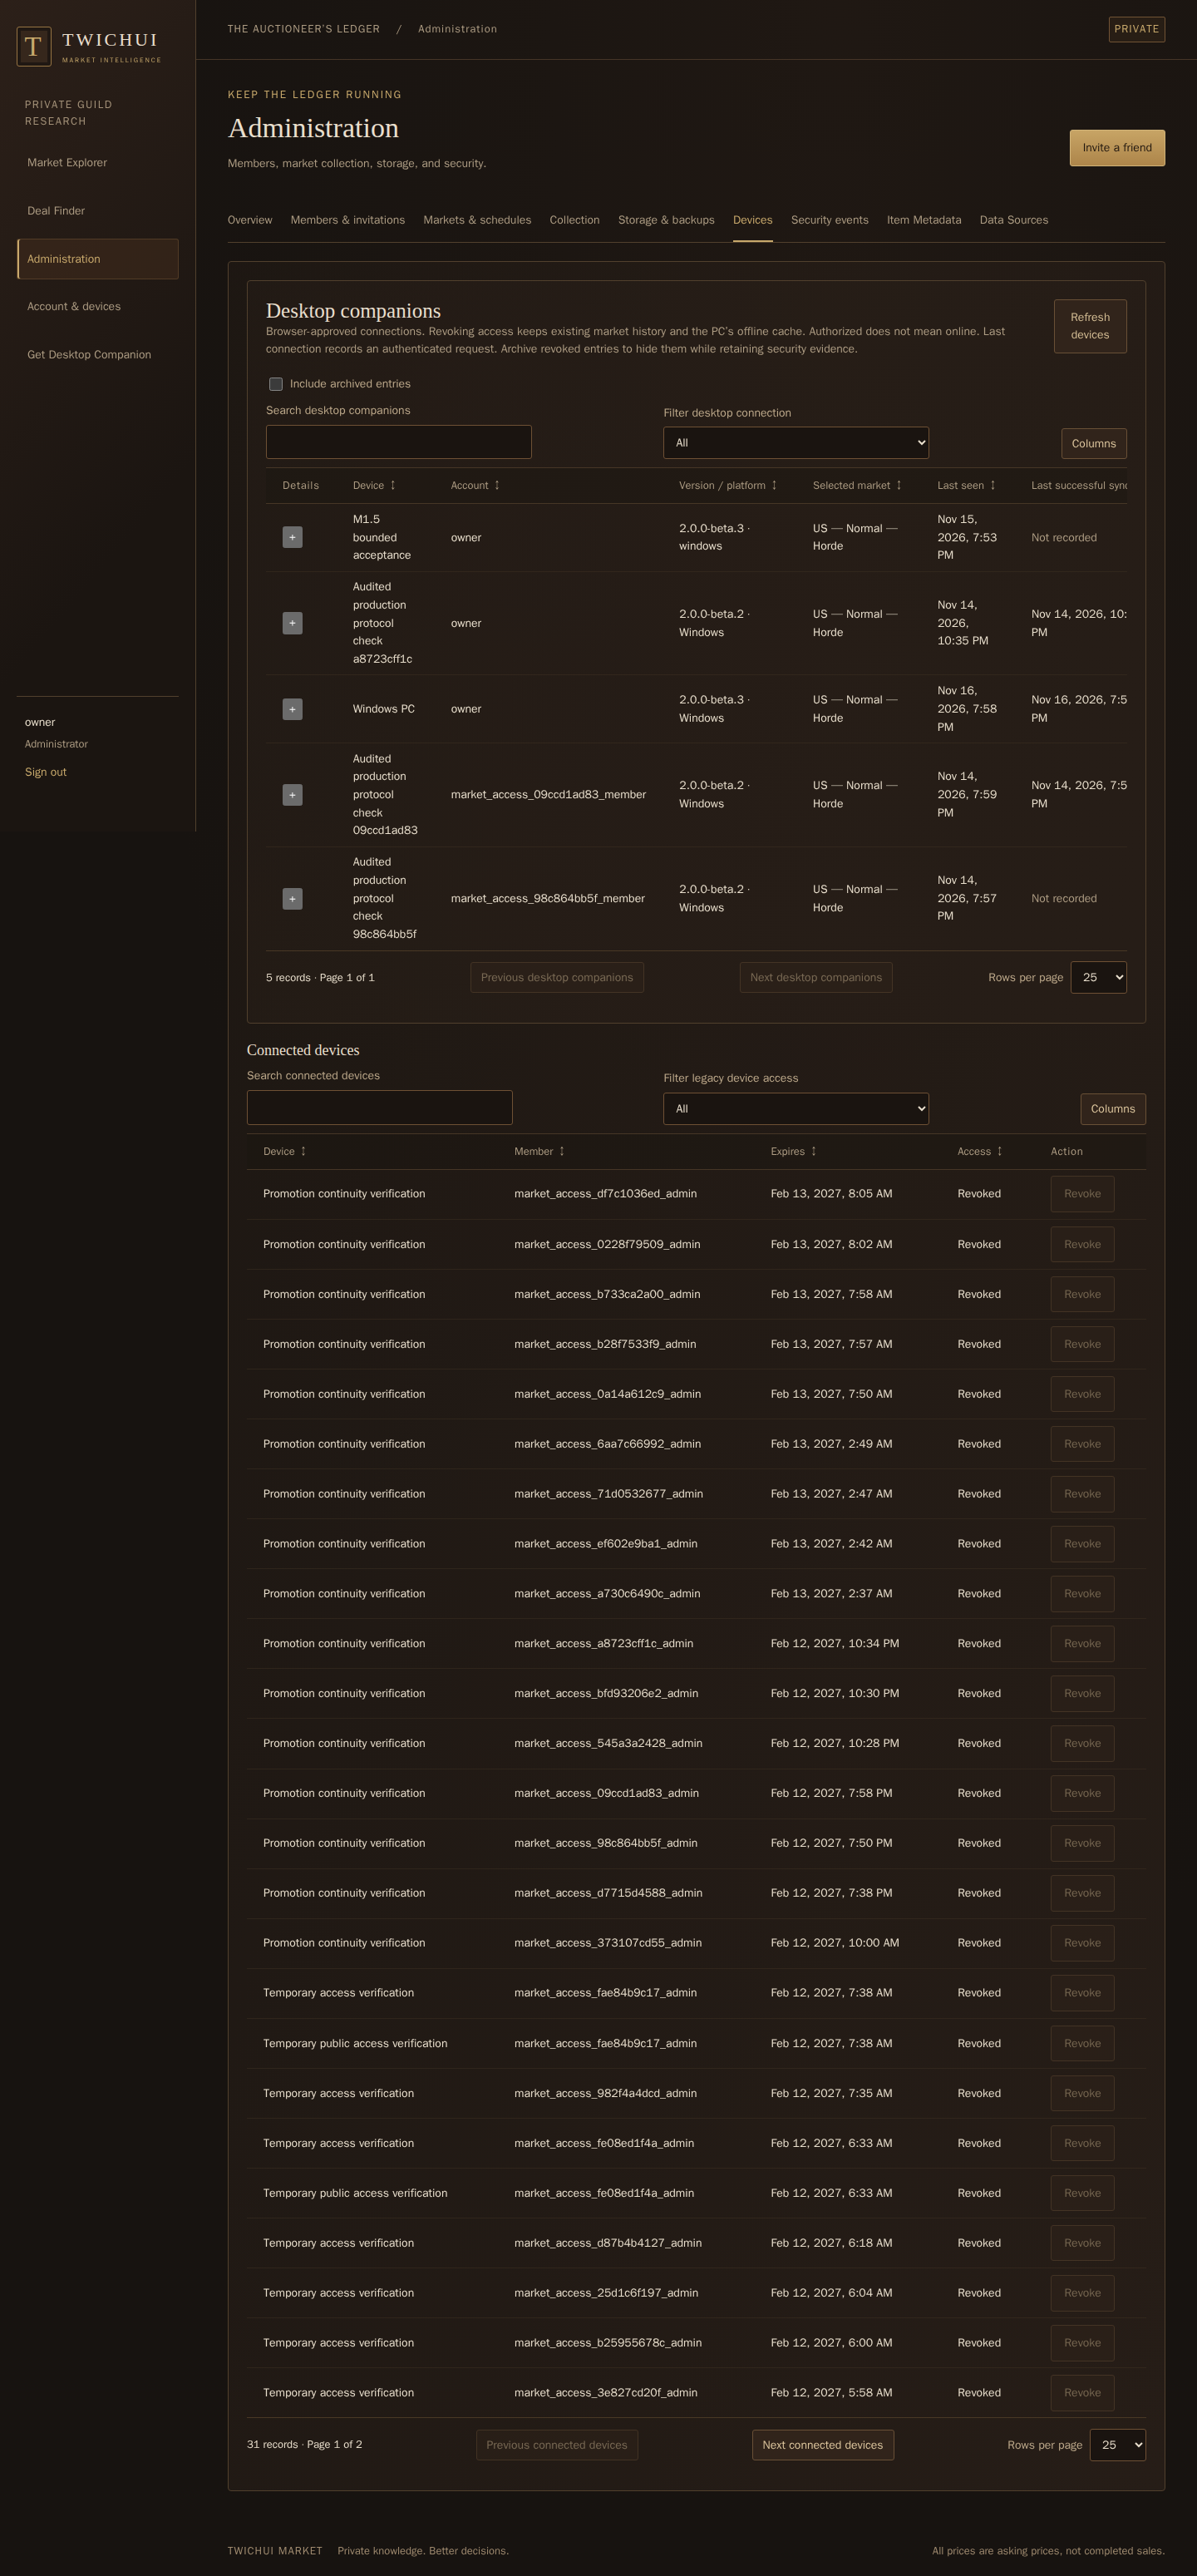 T
TWICHUI
MARKET INTELLIGENCE
PRIVATE GUILD
RESEARCH
Market Explorer
Deal Finder
Administration
Account & devices
Get Desktop Companion
owner
Administrator
Sign out
THE AUCTIONEER'S LEDGER / Administration
PRIVATE
KEEP THE LEDGER RUNNING
Administration
Members, market collection, storage, and security.
Invite a friend
Overview Members & invitations Markets & schedules Collection Storage & backups Devices Security events Item Metadata Data Sources
Desktop companions
Browser-approved connections. Revoking access keeps existing market history and the PC's offline cache. Authorized does not mean online. Last
connection records an authenticated request. Archive revoked entries to hide them while retaining security evidence.
Refresh
devices
Include archived entries
Search desktop companions
Filter desktop connection
All
Columns
Details Device ↕ Account ↕ Version / platform ↕ Selected market ↕ Last seen ↕ Last successful sync
+
M1.5
bounded
acceptance
owner
2.0.0-beta.3 ·
windows
US — Normal —
Horde
Nov 15,
2026, 7:53
PM
Not recorded
+
Audited
production
protocol
check
a8723cff1c
owner
2.0.0-beta.2 ·
Windows
US — Normal —
Horde
Nov 14,
2026,
10:35 PM
Nov 14, 2026, 10:
PM
+
Windows PC
owner
2.0.0-beta.3 ·
Windows
US — Normal —
Horde
Nov 16,
2026, 7:58
PM
Nov 16, 2026, 7:5
PM
+
Audited
production
protocol
check
09ccd1ad83
market_access_09ccd1ad83_member
2.0.0-beta.2 ·
Windows
US — Normal —
Horde
Nov 14,
2026, 7:59
PM
Nov 14, 2026, 7:5
PM
+
Audited
production
protocol
check
98c864bb5f
market_access_98c864bb5f_member
2.0.0-beta.2 ·
Windows
US — Normal —
Horde
Nov 14,
2026, 7:57
PM
Not recorded
5 records · Page 1 of 1
Previous desktop companions
Next desktop companions
Rows per page 25
Connected devices
Search connected devices
Filter legacy device access
All
Columns
Device ↕ Member ↕ Expires ↕ Access ↕ Action
Promotion continuity verification market_access_df7c1036ed_admin Feb 13, 2027, 8:05 AM Revoked Revoke
Promotion continuity verification market_access_0228f79509_admin Feb 13, 2027, 8:02 AM Revoked Revoke
Promotion continuity verification market_access_b733ca2a00_admin Feb 13, 2027, 7:58 AM Revoked Revoke
Promotion continuity verification market_access_b28f7533f9_admin Feb 13, 2027, 7:57 AM Revoked Revoke
Promotion continuity verification market_access_0a14a612c9_admin Feb 13, 2027, 7:50 AM Revoked Revoke
Promotion continuity verification market_access_6aa7c66992_admin Feb 13, 2027, 2:49 AM Revoked Revoke
Promotion continuity verification market_access_71d0532677_admin Feb 13, 2027, 2:47 AM Revoked Revoke
Promotion continuity verification market_access_ef602e9ba1_admin Feb 13, 2027, 2:42 AM Revoked Revoke
Promotion continuity verification market_access_a730c6490c_admin Feb 13, 2027, 2:37 AM Revoked Revoke
Promotion continuity verification market_access_a8723cff1c_admin Feb 12, 2027, 10:34 PM Revoked Revoke
Promotion continuity verification market_access_bfd93206e2_admin Feb 12, 2027, 10:30 PM Revoked Revoke
Promotion continuity verification market_access_545a3a2428_admin Feb 12, 2027, 10:28 PM Revoked Revoke
Promotion continuity verification market_access_09ccd1ad83_admin Feb 12, 2027, 7:58 PM Revoked Revoke
Promotion continuity verification market_access_98c864bb5f_admin Feb 12, 2027, 7:50 PM Revoked Revoke
Promotion continuity verification market_access_d7715d4588_admin Feb 12, 2027, 7:38 PM Revoked Revoke
Promotion continuity verification market_access_373107cd55_admin Feb 12, 2027, 10:00 AM Revoked Revoke
Temporary access verification market_access_fae84b9c17_admin Feb 12, 2027, 7:38 AM Revoked Revoke
Temporary public access verification market_access_fae84b9c17_admin Feb 12, 2027, 7:38 AM Revoked Revoke
Temporary access verification market_access_982f4a4dcd_admin Feb 12, 2027, 7:35 AM Revoked Revoke
Temporary access verification market_access_fe08ed1f4a_admin Feb 12, 2027, 6:33 AM Revoked Revoke
Temporary public access verification market_access_fe08ed1f4a_admin Feb 12, 2027, 6:33 AM Revoked Revoke
Temporary access verification market_access_d87b4b4127_admin Feb 12, 2027, 6:18 AM Revoked Revoke
Temporary access verification market_access_25d1c6f197_admin Feb 12, 2027, 6:04 AM Revoked Revoke
Temporary access verification market_access_b25955678c_admin Feb 12, 2027, 6:00 AM Revoked Revoke
Temporary access verification market_access_3e827cd20f_admin Feb 12, 2027, 5:58 AM Revoked Revoke
31 records · Page 1 of 2
Previous connected devices
Next connected devices
Rows per page 25
TWICHUI MARKET Private knowledge. Better decisions.
All prices are asking prices, not completed sales.